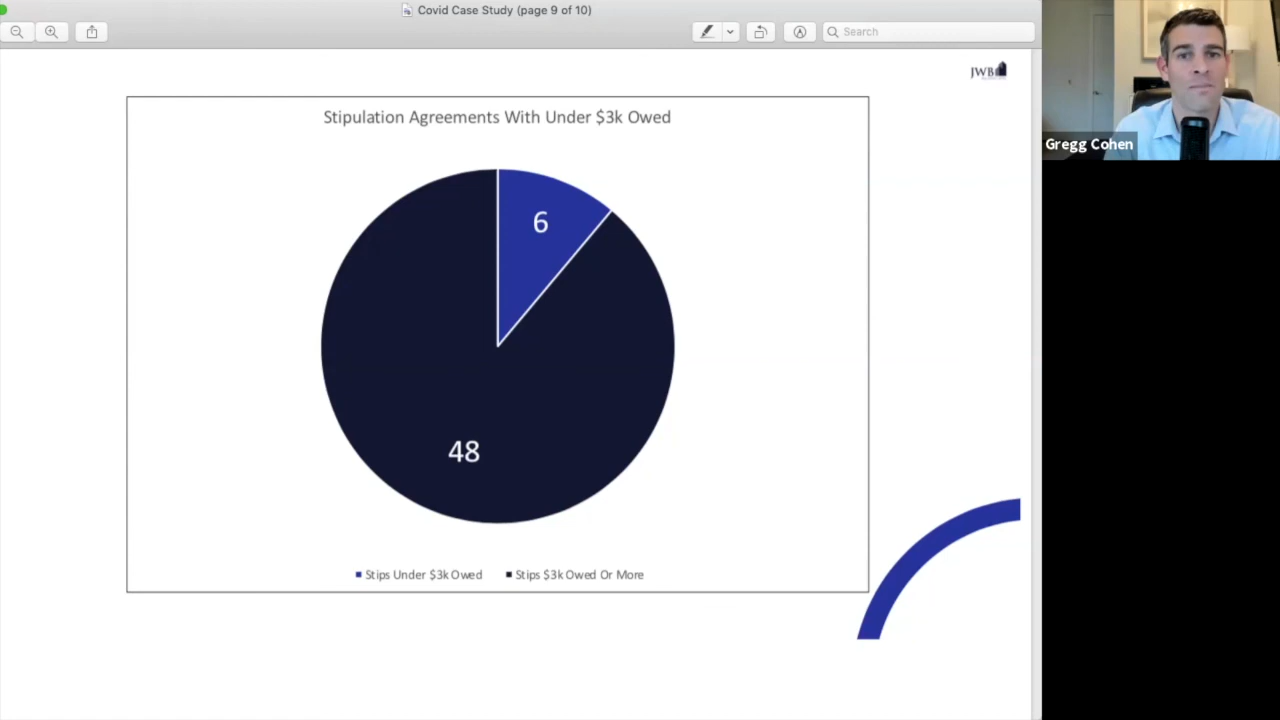 Covid Case Study (page 9 of 10)
Search
JWB
Gregg Cohen
Stipulation Agreements With Under $3k Owed
6
48
Stips Under $3k Owed
Stips $3k Owed Or More